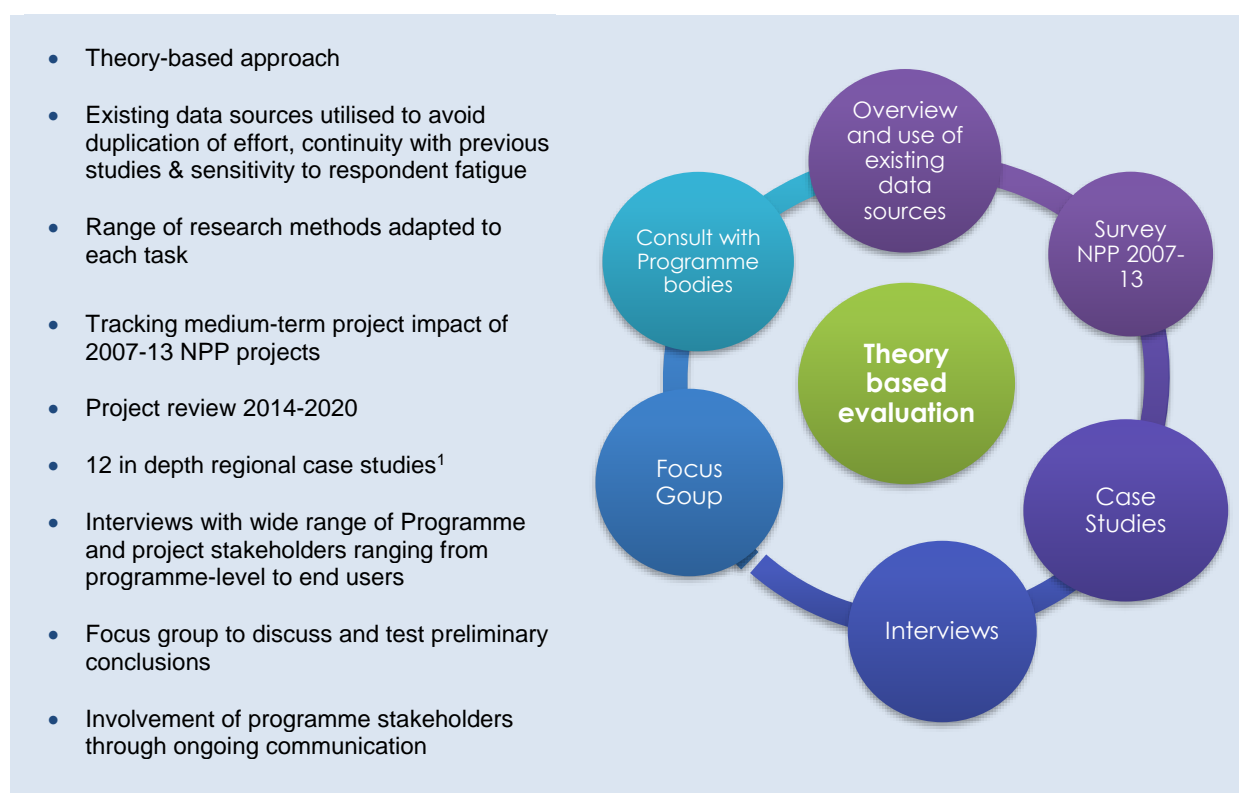 • Theory-based approach
• Existing data sources utilised to avoid
duplication of effort, continuity with previous
studies & sensitivity to respondent fatigue
• Range of research methods adapted to
each task
• Tracking medium-term project impact of
2007-13 NPP projects
• Project review 2014-2020
• 12 in depth regional case studies¹
• Interviews with wide range of Programme
and project stakeholders ranging from
programme-level to end users
• Focus group to discuss and test preliminary
conclusions
• Involvement of programme stakeholders
through ongoing communication
Overview
and use of
existing
data
sources
Survey
NPP 2007-
13
Case
Studies
Interviews
Focus
Goup
Consult with
Programme
bodies
Theory
based
evaluation